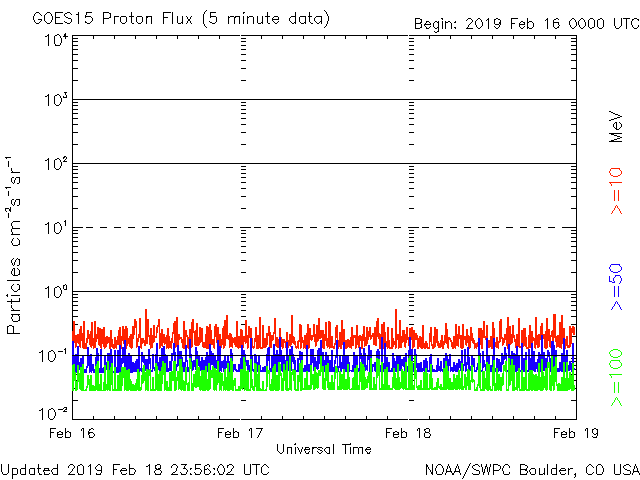 GOES15 Proton Flux (5 minute data)
Begin: 2019 Feb 16 0000 UTC
10⁴
10³
10²
10¹
10⁰
10⁻¹
10⁻²
Particles cm⁻²s⁻¹sr⁻¹
MeV
>=10
>=50
>=100
Feb 16
Feb 17
Feb 18
Feb 19
Universal Time
Updated 2019 Feb 18 23:56:02 UTC
NOAA/SWPC Boulder, CO USA